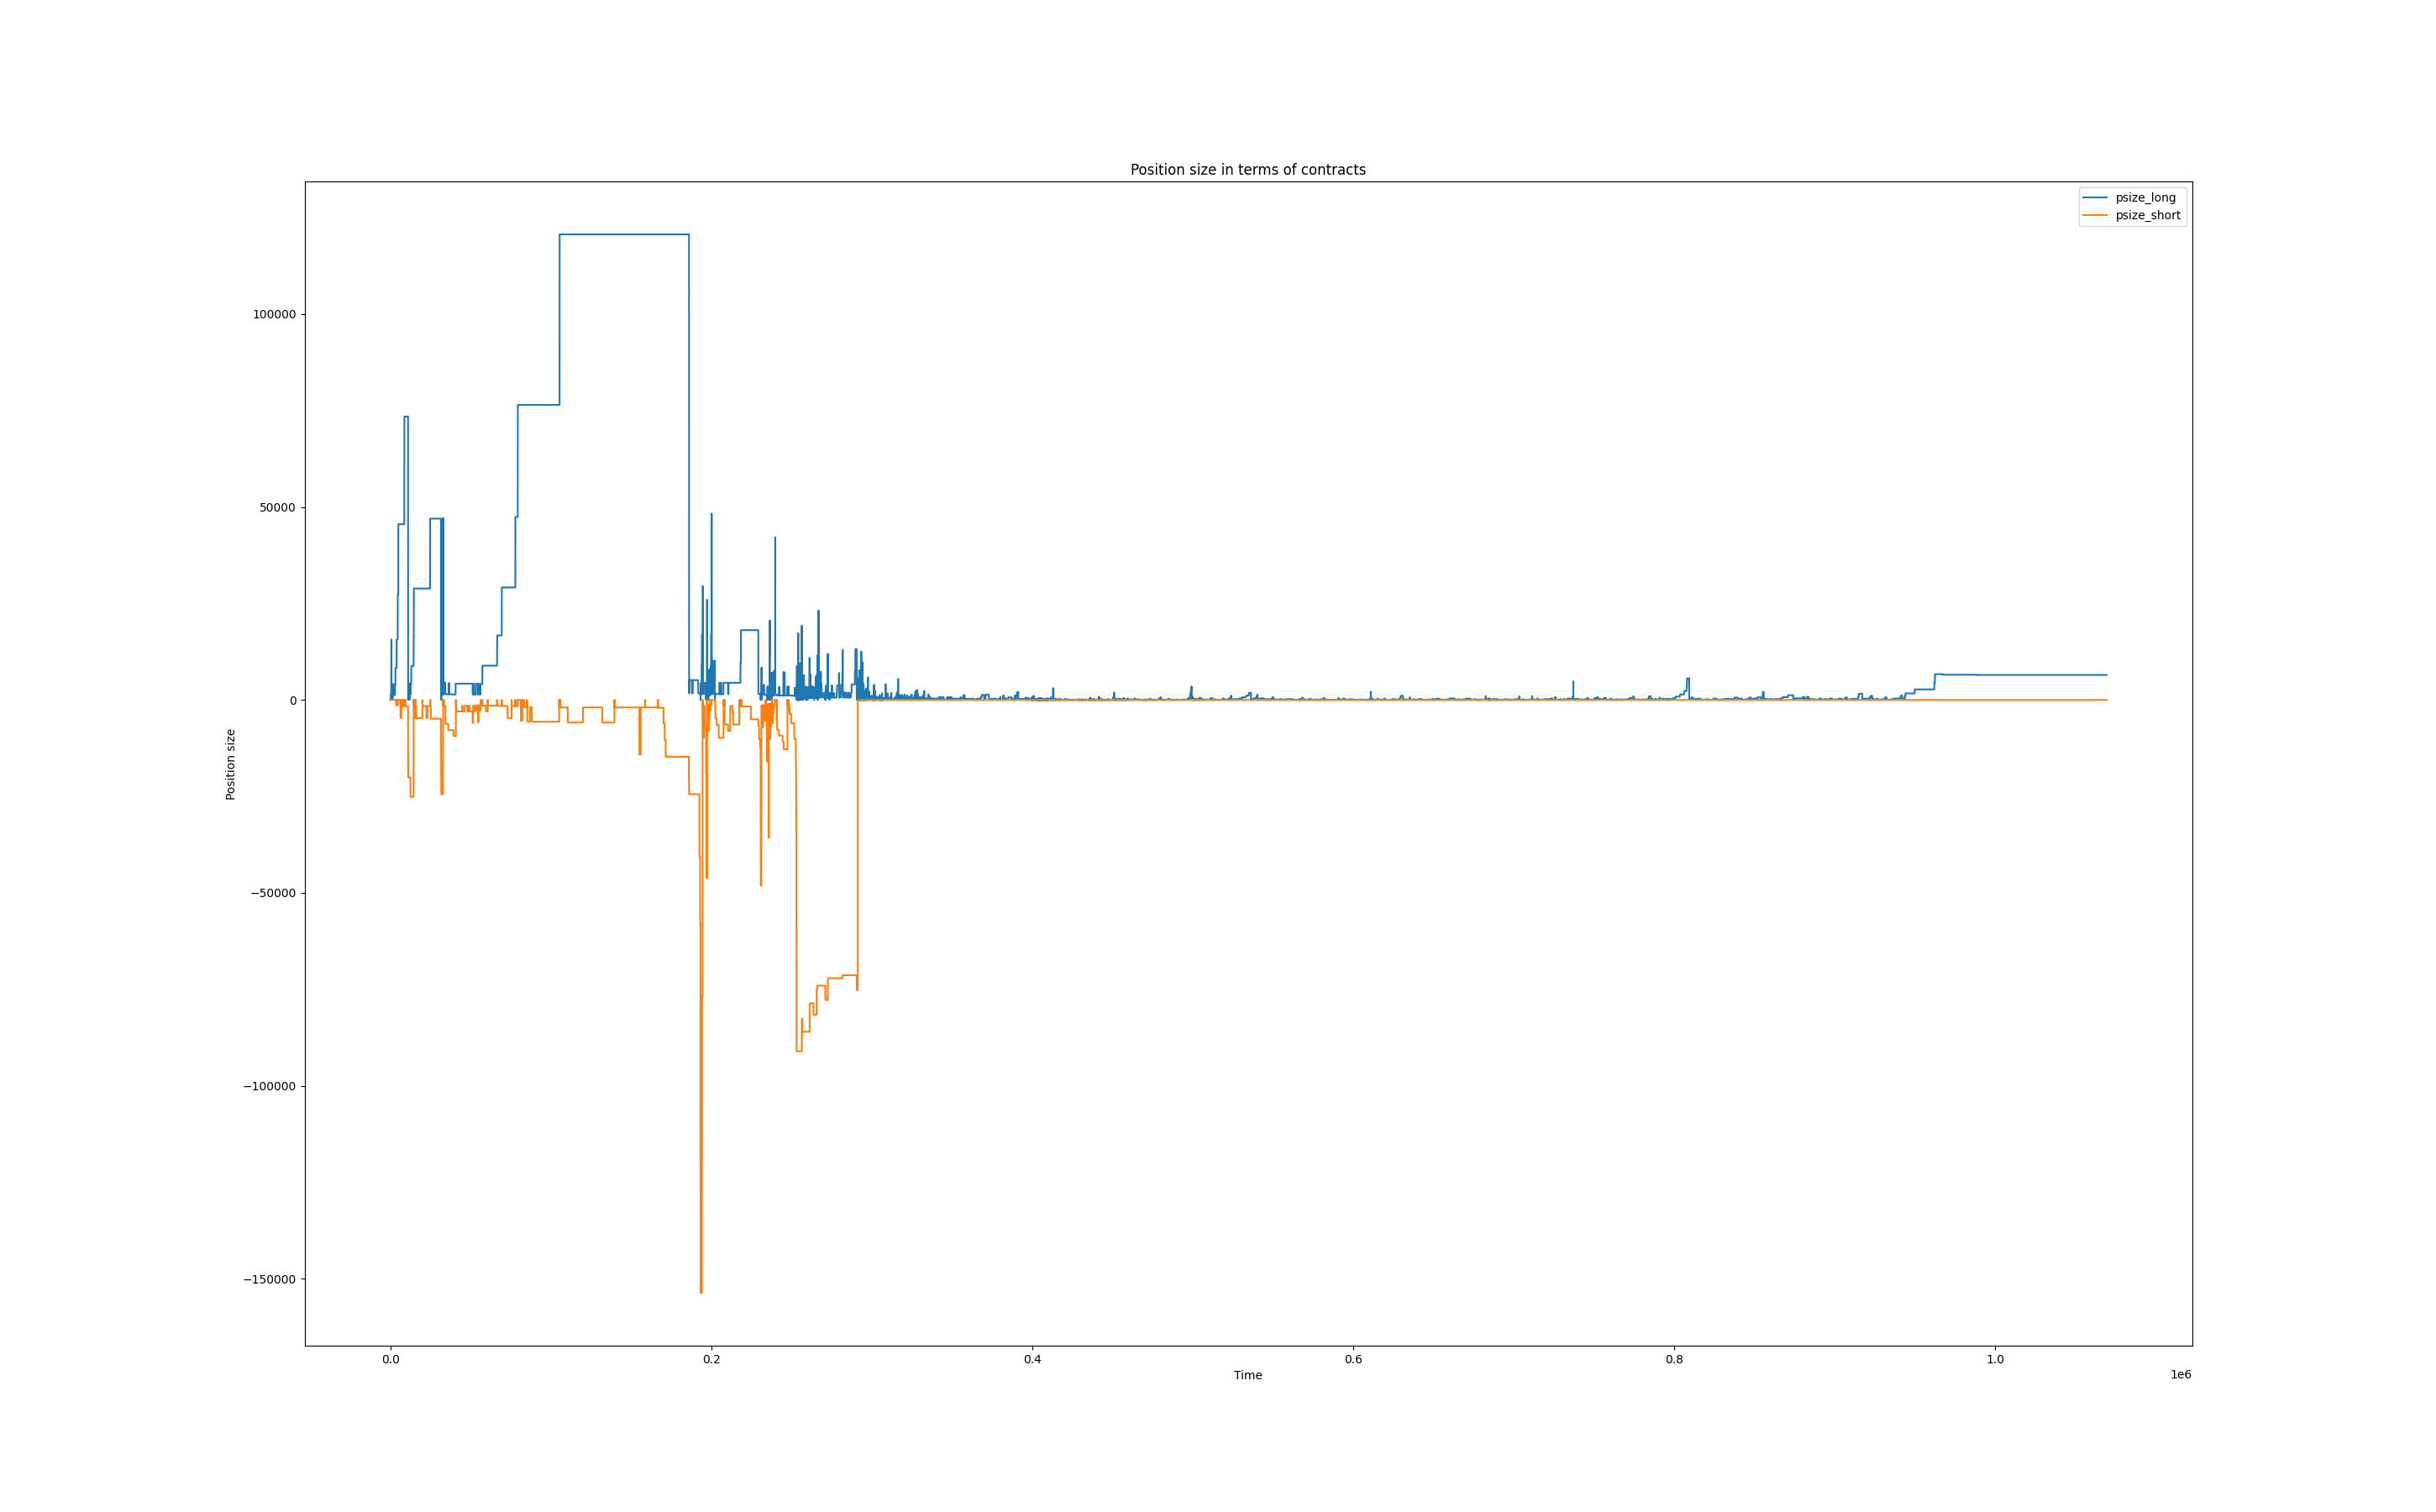 Position size in terms of contracts
psize_long
psize_short
100000
50000
0
−50000
−100000
−150000
Position size
0.0
0.2
0.4
0.6
0.8
1.0
Time
1e6